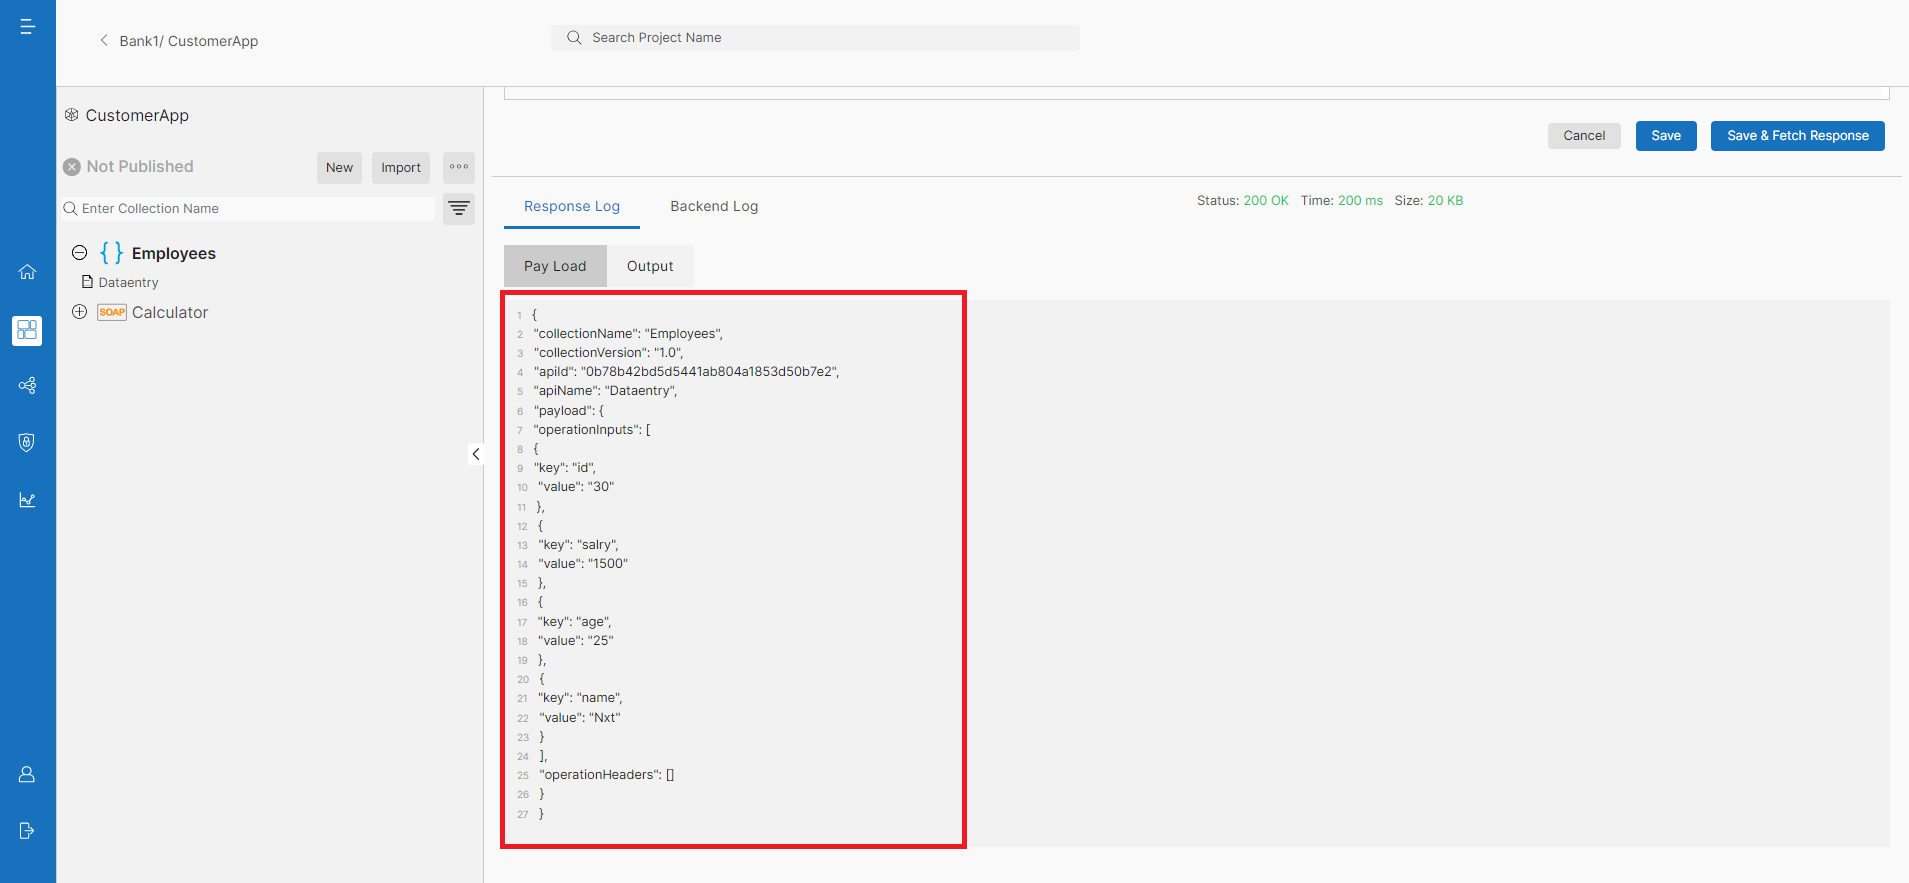 Bank1/ CustomerApp
Search Project Name
CustomerApp
Not Published
New
Import
Enter Collection Name
{ } Employees
Dataentry
SOAP Calculator
Cancel
Save
Save & Fetch Response
Response Log
Backend Log
Status: 200 OK Time: 200 ms Size: 20 KB
Pay Load
Output
1 {
2 "collectionName": "Employees",
3 "collectionVersion": "1.0",
4 "apiId": "0b78b42bd5d5441ab804a1853d50b7e2",
5 "apiName": "Dataentry",
6 "payload": {
7 "operationInputs": [
8 {
9 "key": "id",
10 "value": "30"
11 },
12 {
13 "key": "salry",
14 "value": "1500"
15 },
16 {
17 "key": "age",
18 "value": "25"
19 },
20 {
21 "key": "name",
22 "value": "Nxt"
23 }
24 ],
25 "operationHeaders": []
26 }
27 }